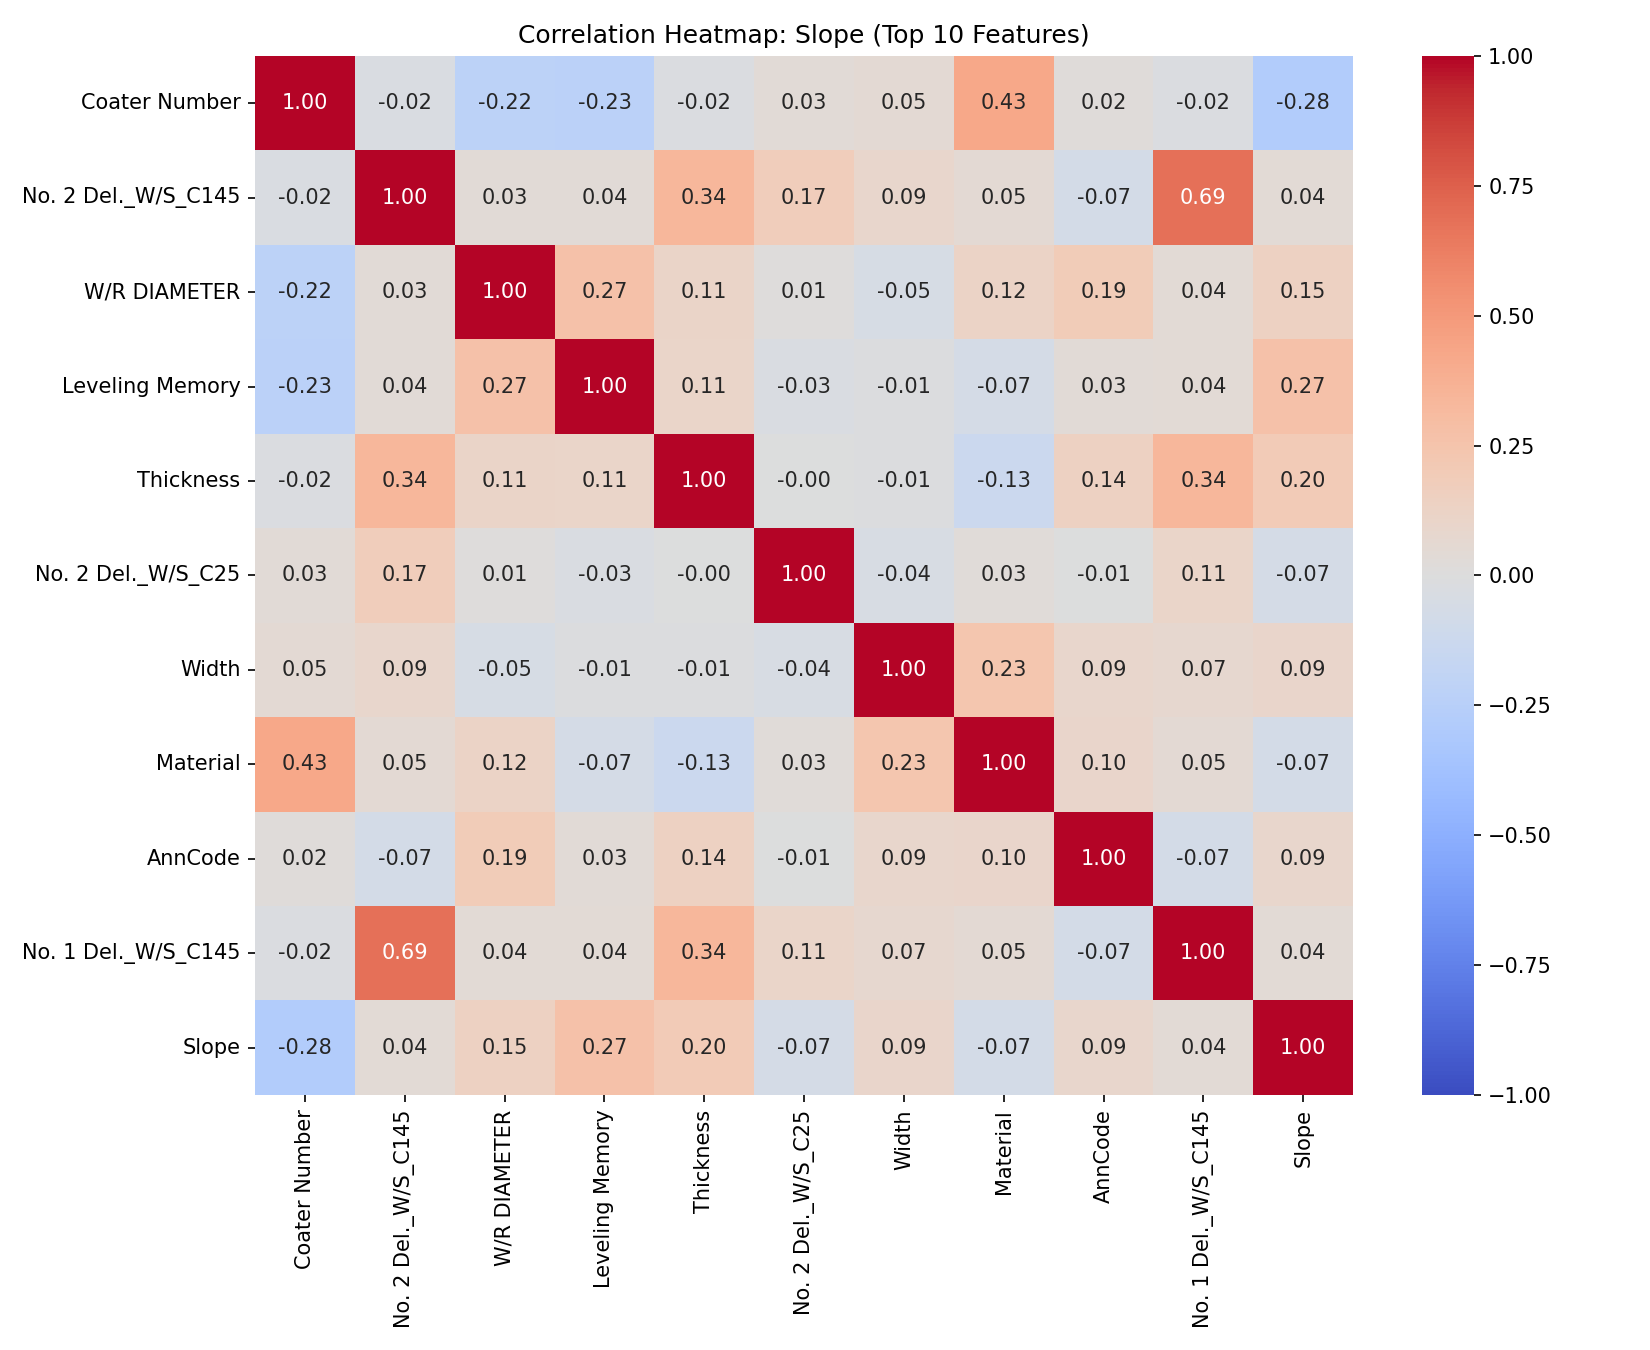 Correlation Heatmap: Slope (Top 10 Features)
Coater Number 1.00 -0.02 -0.22 -0.23 -0.02 0.03 0.05 0.43 0.02 -0.02 -0.28
No. 2 Del._W/S_C145 -0.02 1.00 0.03 0.04 0.34 0.17 0.09 0.05 -0.07 0.69 0.04
W/R DIAMETER -0.22 0.03 1.00 0.27 0.11 0.01 -0.05 0.12 0.19 0.04 0.15
Leveling Memory -0.23 0.04 0.27 1.00 0.11 -0.03 -0.01 -0.07 0.03 0.04 0.27
Thickness -0.02 0.34 0.11 0.11 1.00 -0.00 -0.01 -0.13 0.14 0.34 0.20
No. 2 Del._W/S_C25 0.03 0.17 0.01 -0.03 -0.00 1.00 -0.04 0.03 -0.01 0.11 -0.07
Width 0.05 0.09 -0.05 -0.01 -0.01 -0.04 1.00 0.23 0.09 0.07 0.09
Material 0.43 0.05 0.12 -0.07 -0.13 0.03 0.23 1.00 0.10 0.05 -0.07
AnnCode 0.02 -0.07 0.19 0.03 0.14 -0.01 0.09 0.10 1.00 -0.07 0.09
No. 1 Del._W/S_C145 -0.02 0.69 0.04 0.04 0.34 0.11 0.07 0.05 -0.07 1.00 0.04
Slope -0.28 0.04 0.15 0.27 0.20 -0.07 0.09 -0.07 0.09 0.04 1.00
Coater Number
No. 2 Del._W/S_C145
W/R DIAMETER
Leveling Memory
Thickness
No. 2 Del._W/S_C25
Width
Material
AnnCode
No. 1 Del._W/S_C145
Slope
1.00
0.75
0.50
0.25
0.00
−0.25
−0.50
−0.75
−1.00